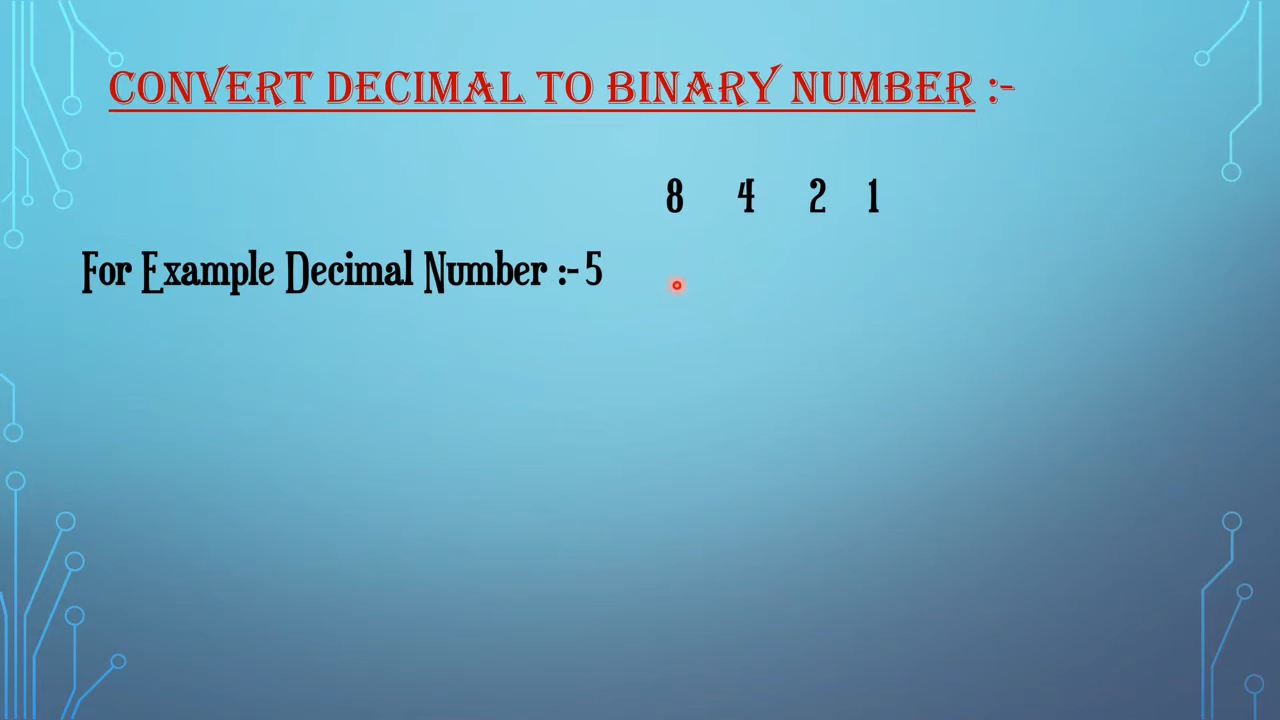 CONVERT DECIMAL TO BINARY NUMBER :-
8 4 2 1
For Example Decimal Number :- 5